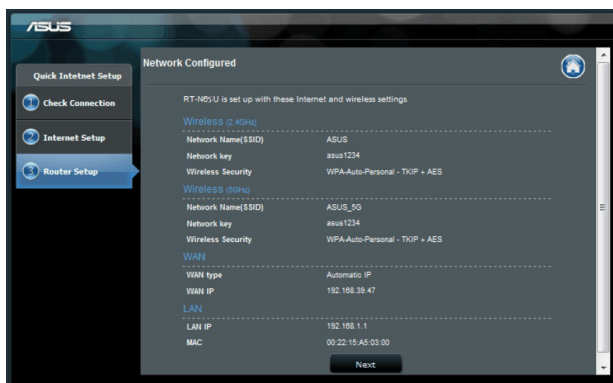 ASUS
Quick Intetnet Setup
1 Check Connection
2 Internet Setup
3 Router Setup
Network Configured
RT-N65U is set up with these Internet and wireless settings.
Wireless (2.4GHz)
Network Name(SSID) ASUS
Network key asus1234
Wireless Security WPA-Auto-Personal - TKIP + AES
Wireless (5GHz)
Network Name(SSID) ASUS_5G
Network key asus1234
Wireless Security WPA-Auto-Personal - TKIP + AES
WAN
WAN type Automatic IP
WAN IP 192.168.39.47
LAN
LAN IP 192.168.1.1
MAC 00:22:15:A5:03:00
Next